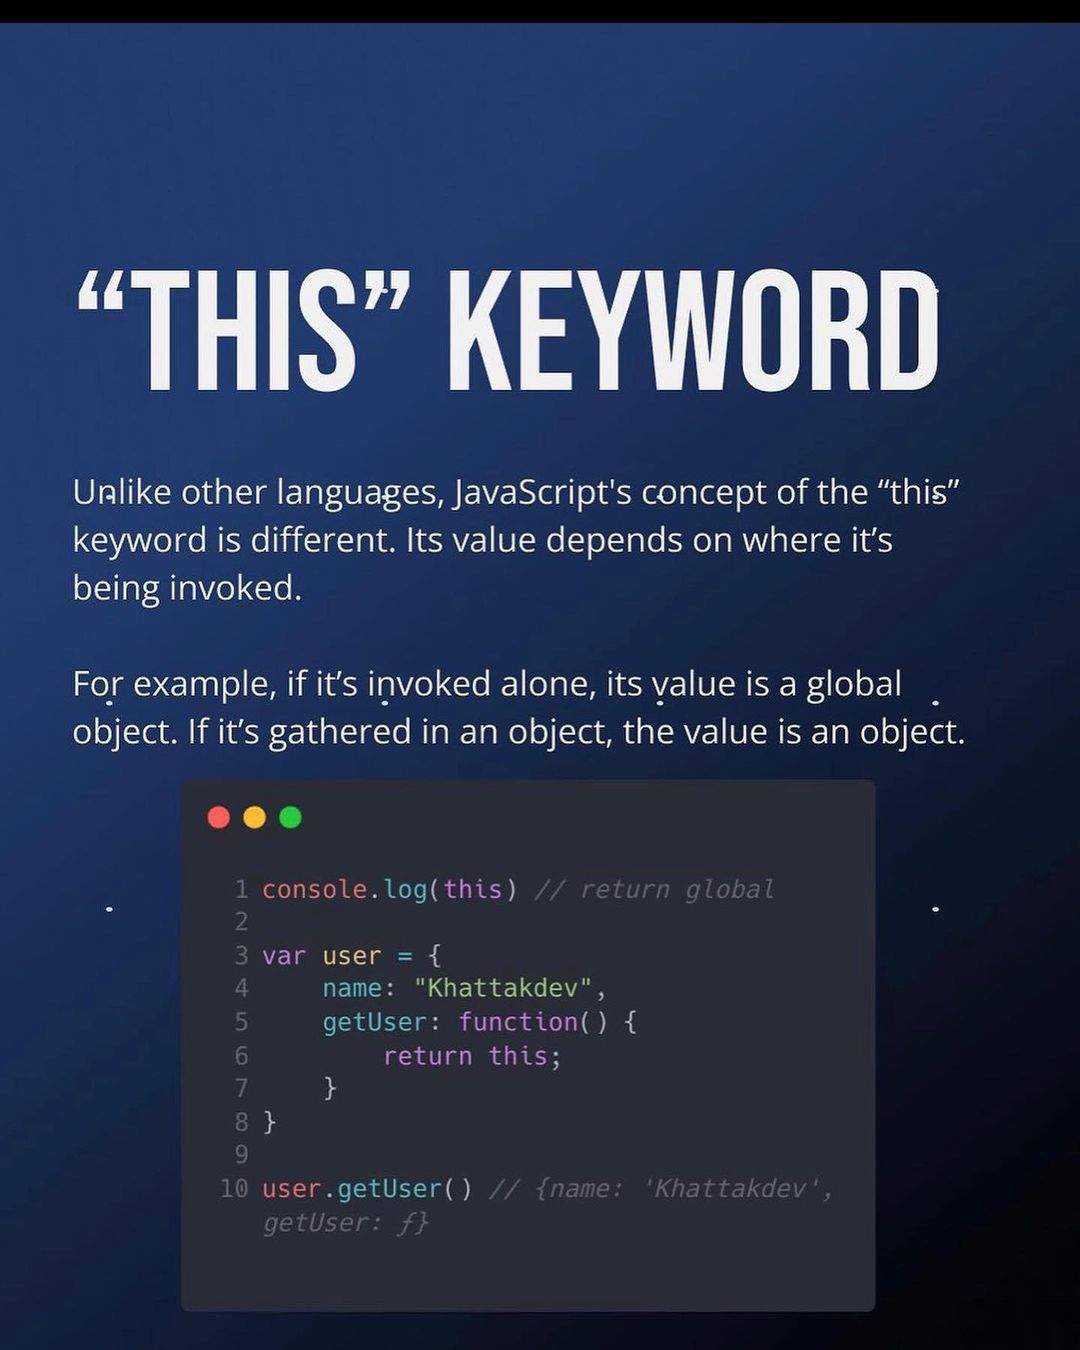 “THIS” KEYWORD
Unlike other languages, JavaScript's concept of the “this”
keyword is different. Its value depends on where it’s
being invoked.
For example, if it’s invoked alone, its value is a global
object. If it’s gathered in an object, the value is an object.
1 console.log(this) // return global
2
3 var user = {
4     name: "Khattakdev",
5     getUser: function() {
6         return this;
7     }
8 }
9
10 user.getUser() // {name: 'Khattakdev',
getUser: ƒ}